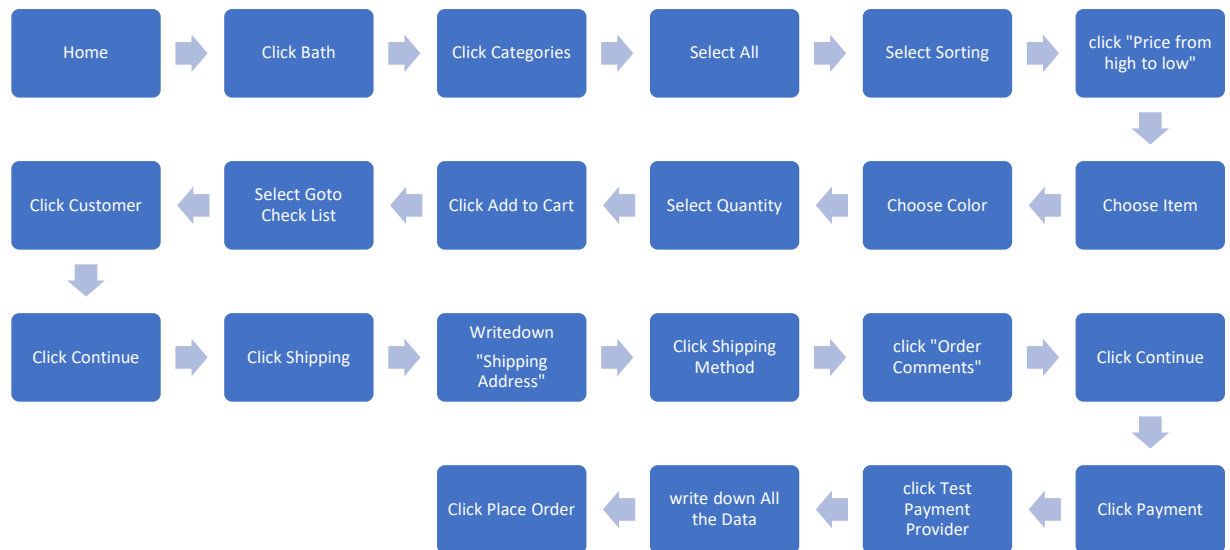 Home
Click Bath
Click Categories
Select All
Select Sorting
click "Price from
high to low"
Choose Item
Choose Color
Select Quantity
Click Add to Cart
Select Goto
Check List
Click Customer
Click Continue
Click Shipping
Writedown
"Shipping
Address"
Click Shipping
Method
click "Order
Comments"
Click Continue
Click Payment
click Test
Payment
Provider
write down All
the Data
Click Place Order